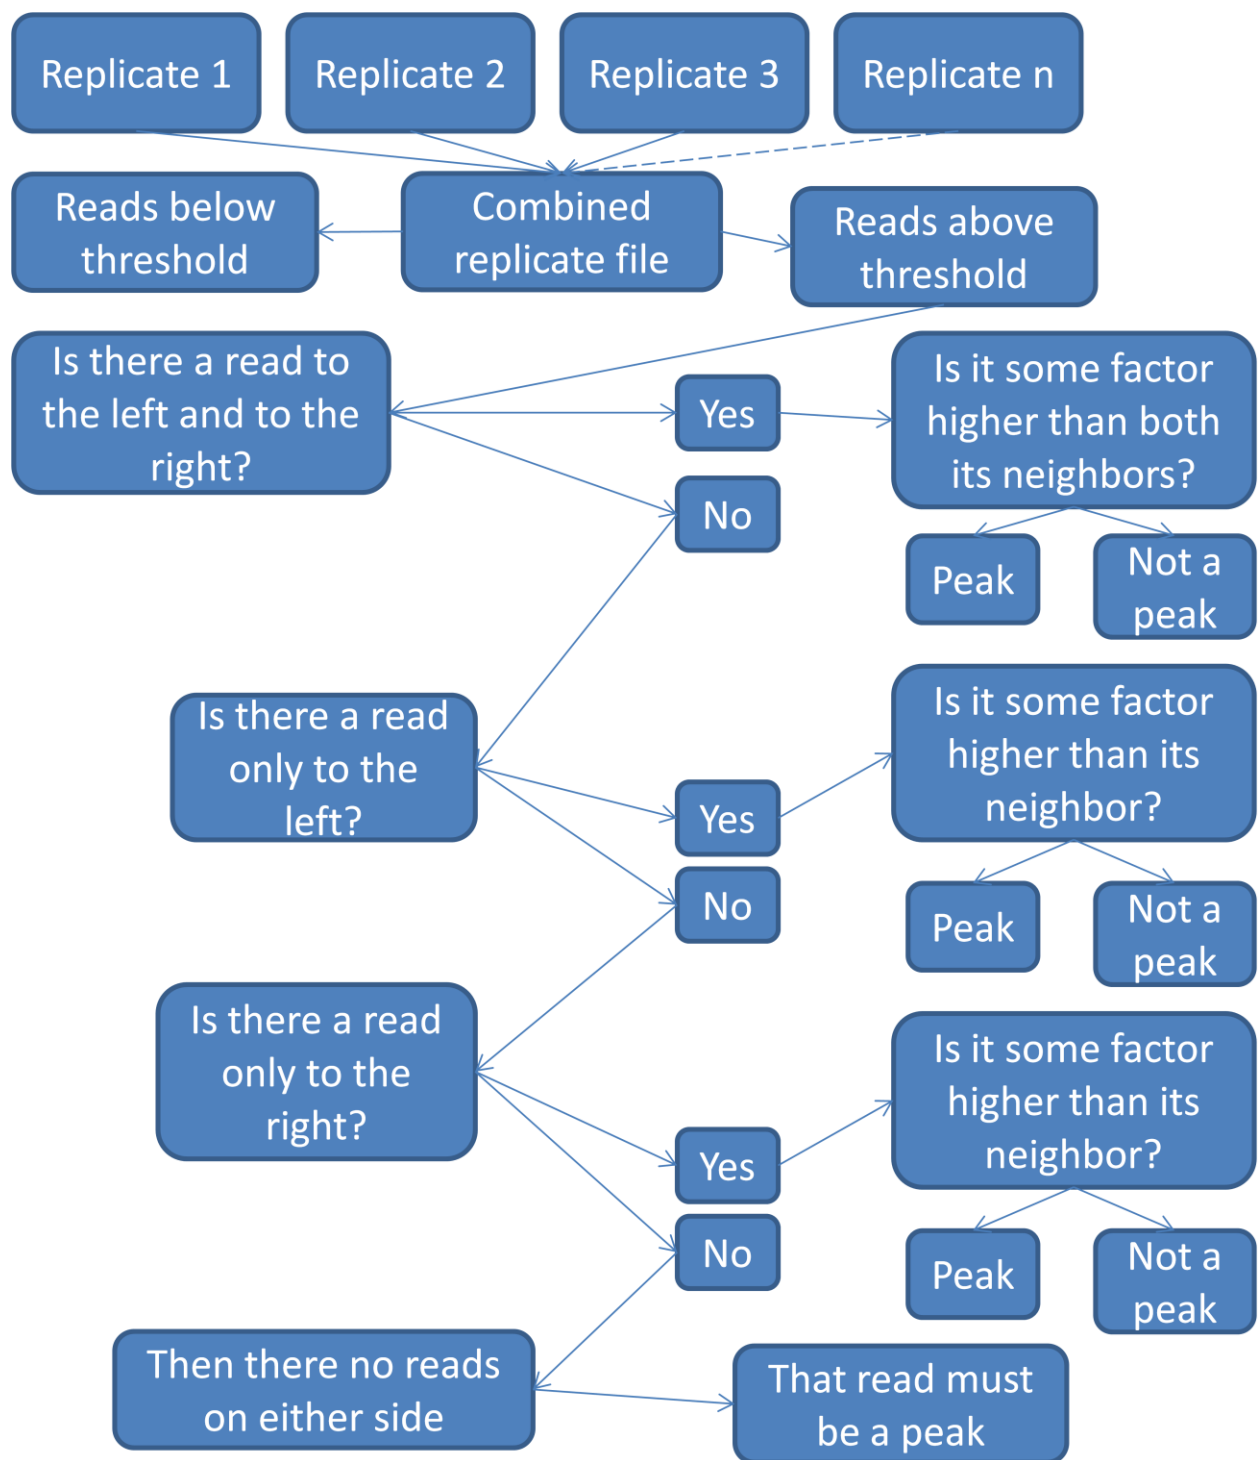 Replicate 1
Replicate 2
Replicate 3
Replicate n
Reads below
threshold
Combined
replicate file
Reads above
threshold
Is there a read to
the left and to the
right?
Yes
Is it some factor
higher than both
its neighbors?
No
Peak
Not a
peak
Is there a read
only to the
left?
Yes
Is it some factor
higher than its
neighbor?
No
Peak
Not a
peak
Is there a read
only to the
right?
Yes
Is it some factor
higher than its
neighbor?
No
Peak
Not a
peak
Then there no reads
on either side
That read must
be a peak